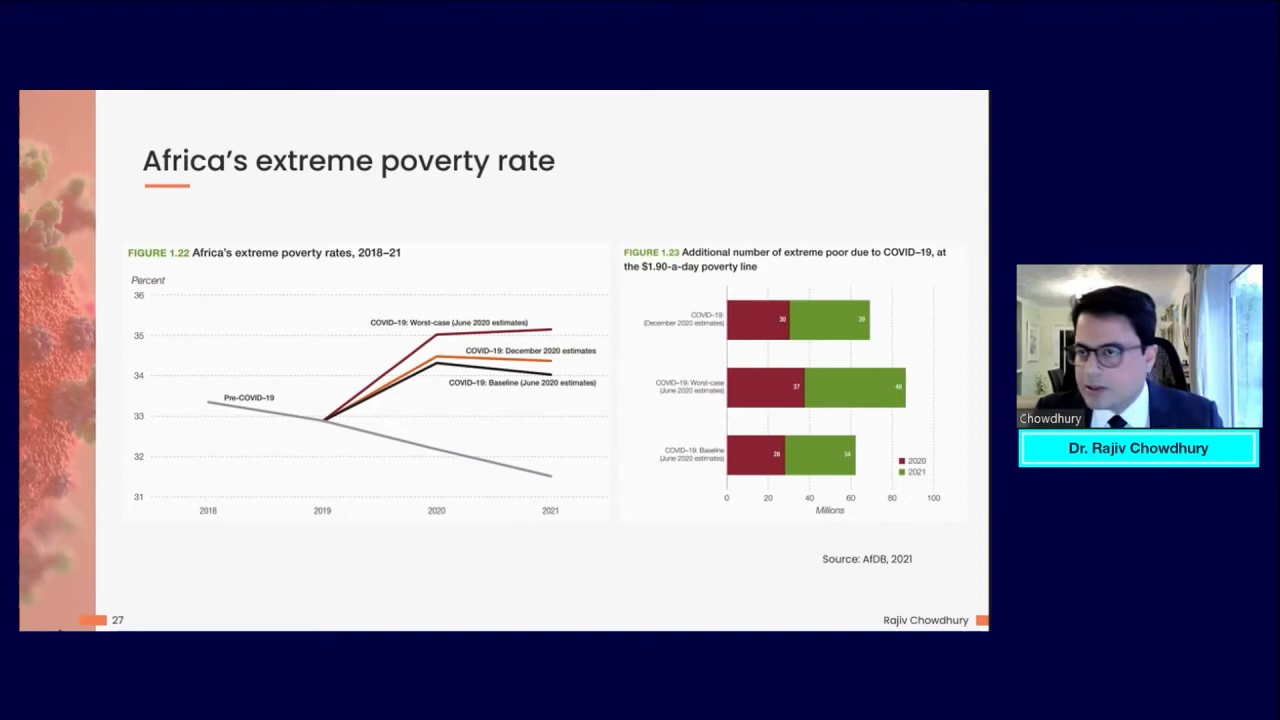 Africa's extreme poverty rate
FIGURE 1.22 Africa's extreme poverty rates, 2018–21
Percent
36
35
34
33
32
31
COVID–19: Worst-case (June 2020 estimates)
COVID–19: December 2020 estimates
COVID–19: Baseline (June 2020 estimates)
Pre-COVID–19
2018
2019
2020
2021
FIGURE 1.23 Additional number of extreme poor due to COVID–19, at
the $1.90-a-day poverty line
COVID–19:
(December 2020 estimates)
30
39
COVID–19: Worst-case
(June 2020 estimates)
37
49
COVID–19: Baseline
(June 2020 estimates)
28
34
2020
2021
0
20
40
60
80
100
Millions
Source: AfDB, 2021
27
Rajiv Chowdhury
Chowdhury
Dr. Rajiv Chowdhury